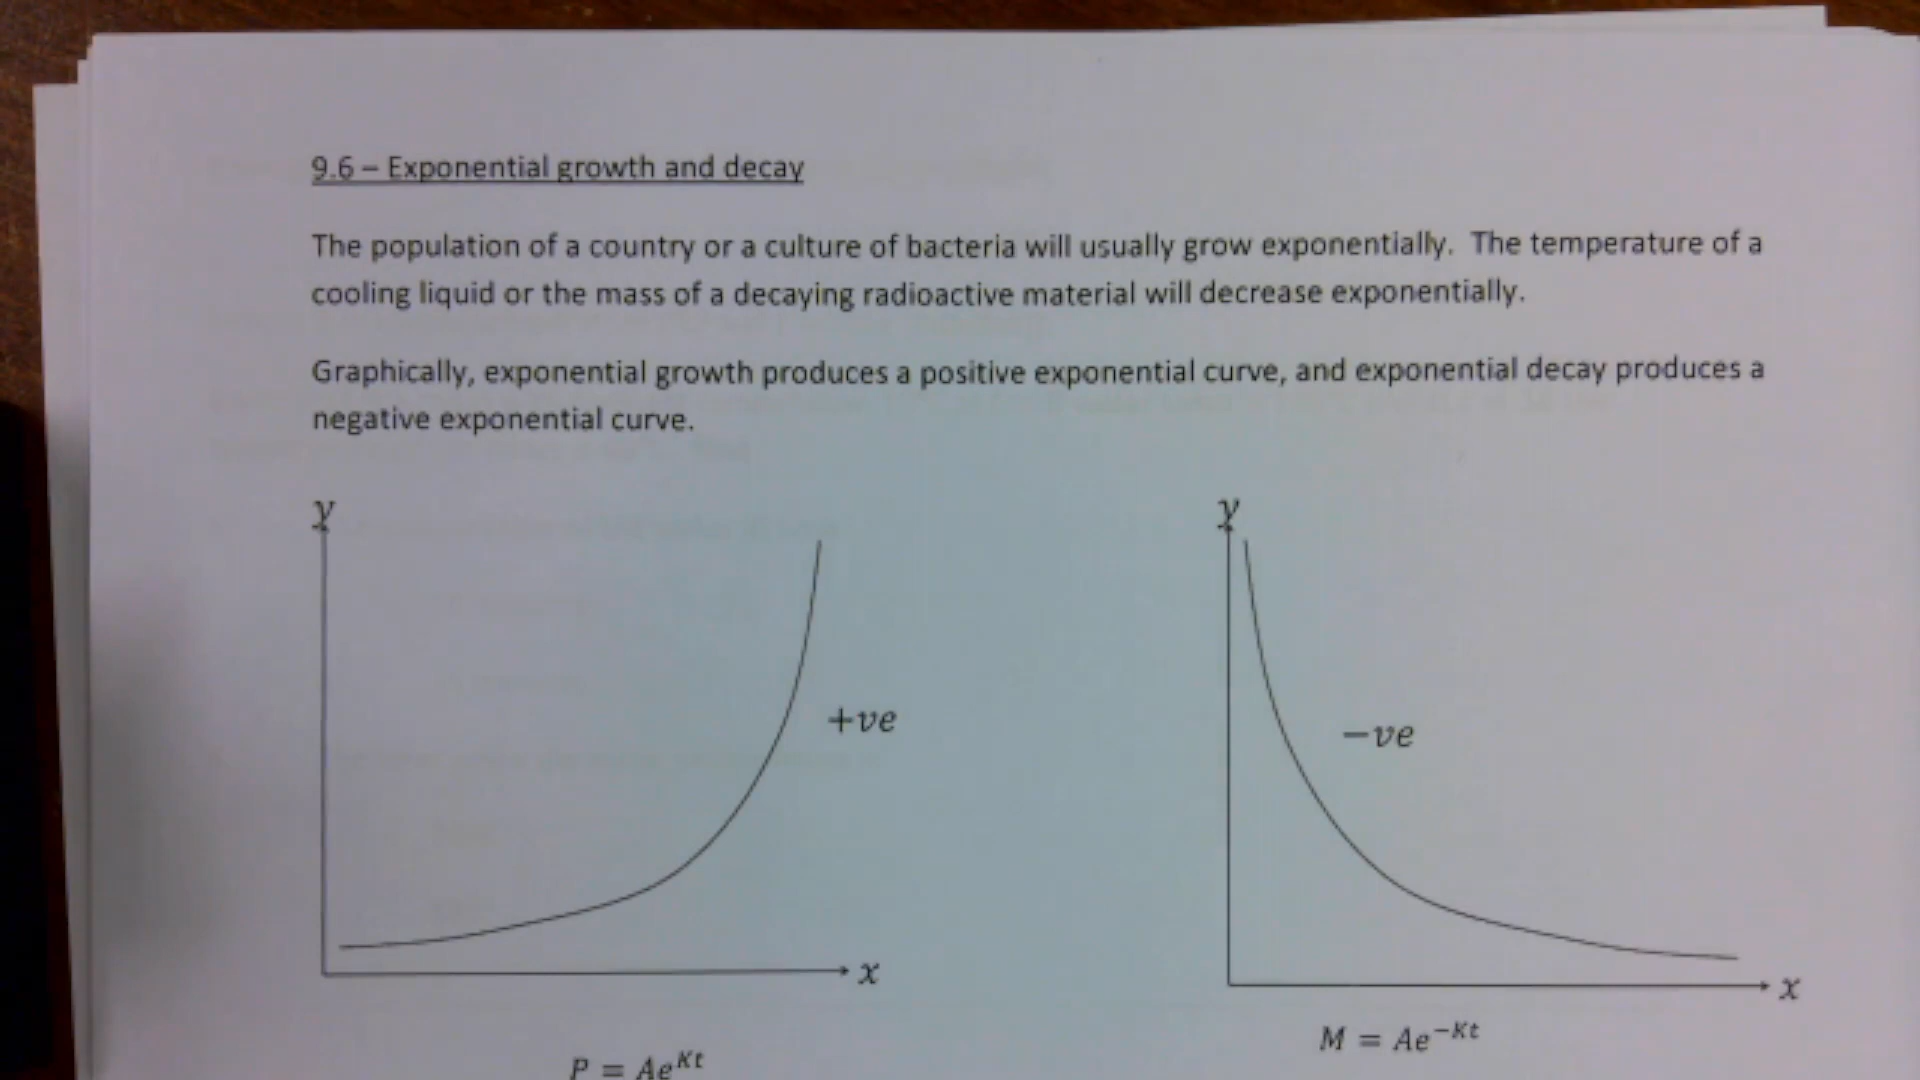 9.6 – Exponential growth and decay
The population of a country or a culture of bacteria will usually grow exponentially. The temperature of a
cooling liquid or the mass of a decaying radioactive material will decrease exponentially.
Graphically, exponential growth produces a positive exponential curve, and exponential decay produces a
negative exponential curve.
y
+ve
x
P = Ae^{Kt}
y
−ve
x
M = Ae^{−Kt}